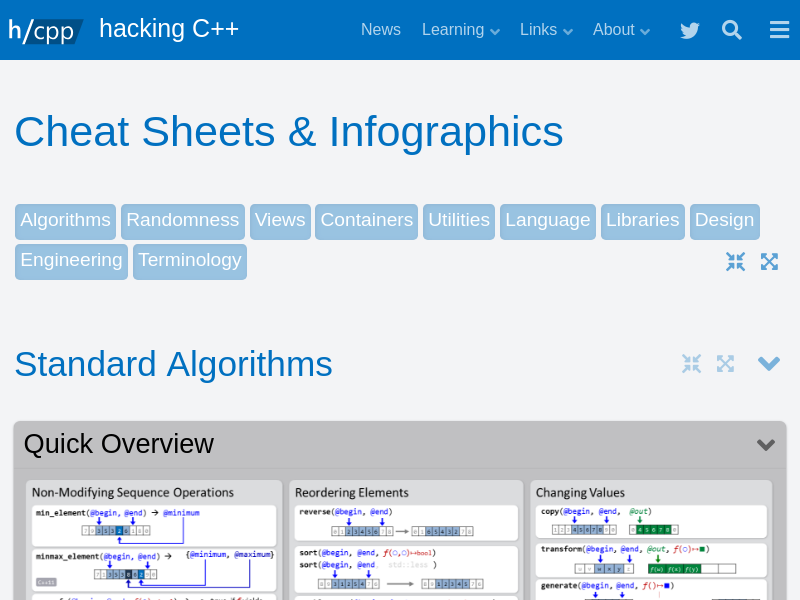 h/cpp hacking C++ News Learning Links About
Cheat Sheets & Infographics
Algorithms Randomness Views Containers Utilities Language Libraries Design
Engineering Terminology
Standard Algorithms
Quick Overview
Non-Modifying Sequence Operations
min_element(@begin, @end) → @minimum
minmax_element(@begin, @end) → {@minimum, @maximum}
Reordering Elements
reverse(@begin, @end)
sort(@begin, @end, f(○,○)↦bool)
sort(@begin, @end, std::less )
Changing Values
copy(@begin, @end, @out)
transform(@begin, @end, @out, f(○)↦■)
generate(@begin, @end, f()↦■)